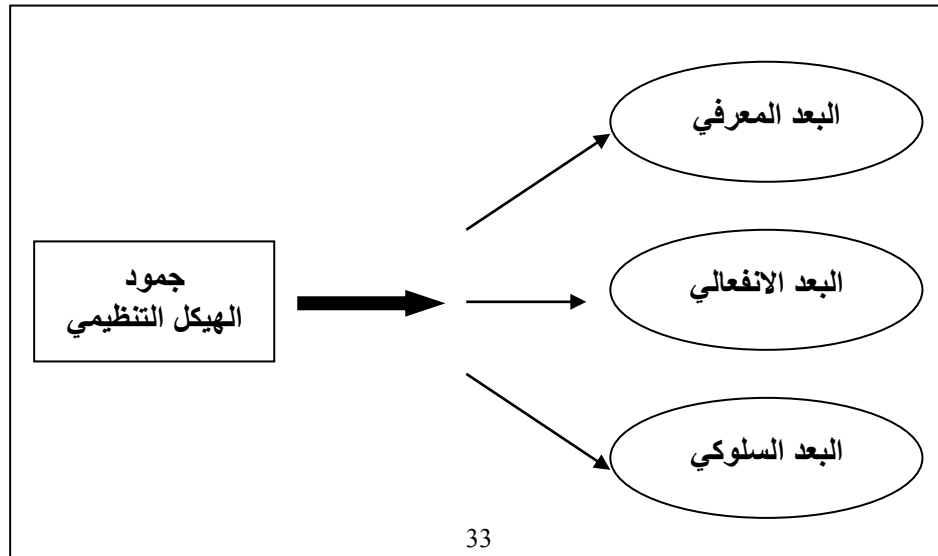 البعد المعرفي
جمود
الهيكل التنظيمي
البعد الانفعالي
البعد السلوكي
33